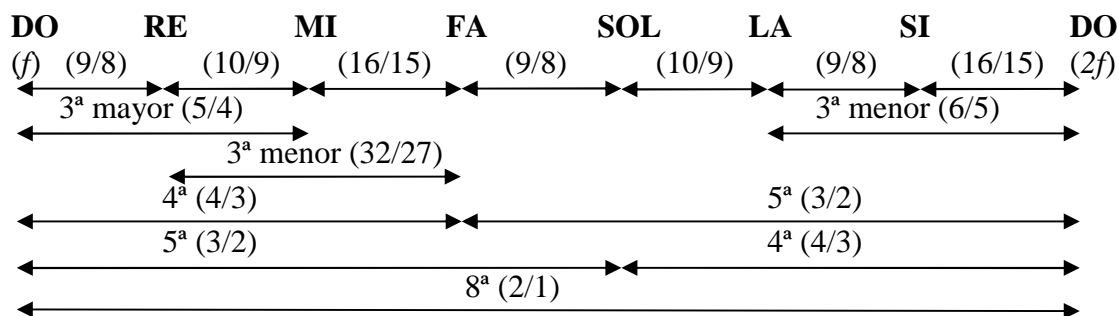 DO RE MI FA SOL LA SI DO
(f) (9/8) (10/9) (16/15) (9/8) (10/9) (9/8) (16/15) (2f)
3ª mayor (5/4) 3ª menor (6/5)
3ª menor (32/27)
4ª (4/3) 5ª (3/2)
5ª (3/2) 4ª (4/3)
8ª (2/1)